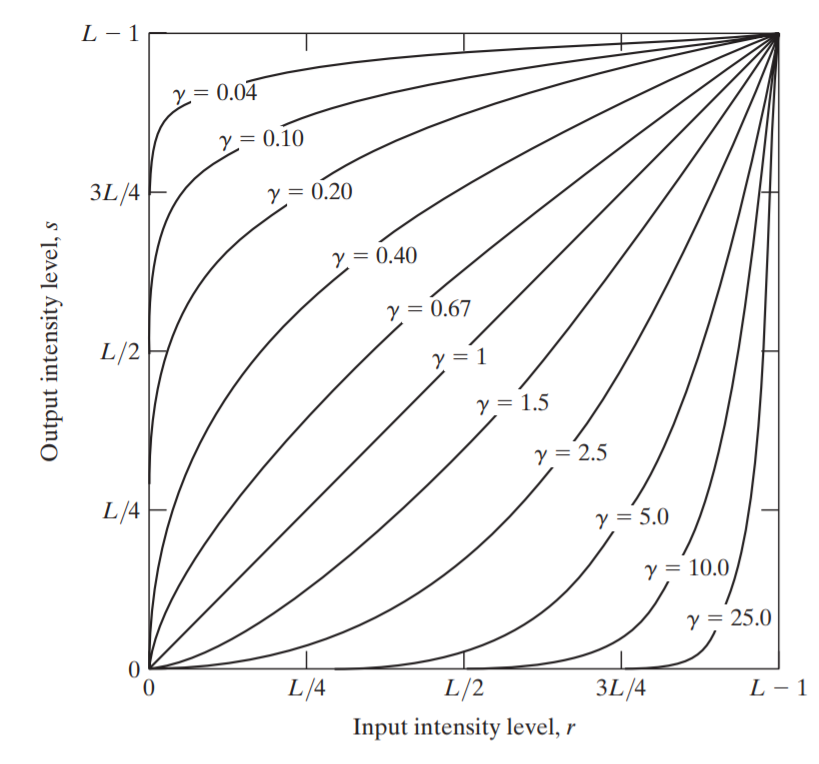 L − 1
γ = 0.04
γ = 0.10
3L/4
γ = 0.20
γ = 0.40
γ = 0.67
L/2
γ = 1
γ = 1.5
γ = 2.5
L/4
γ = 5.0
γ = 10.0
γ = 25.0
0
0 L/4 L/2 3L/4 L − 1
Output intensity level, s
Input intensity level, r